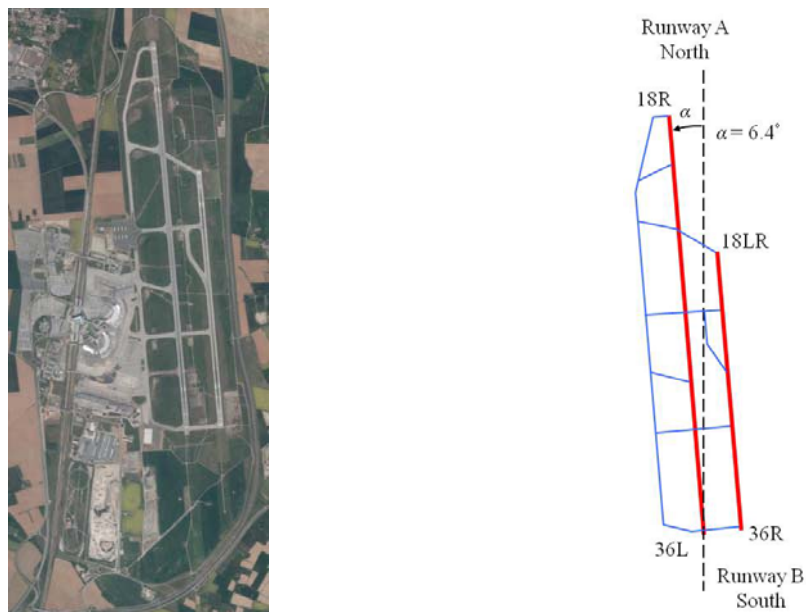 Runway A
North
18R
α
α = 6.4°
18LR
36L
36R
Runway B
South